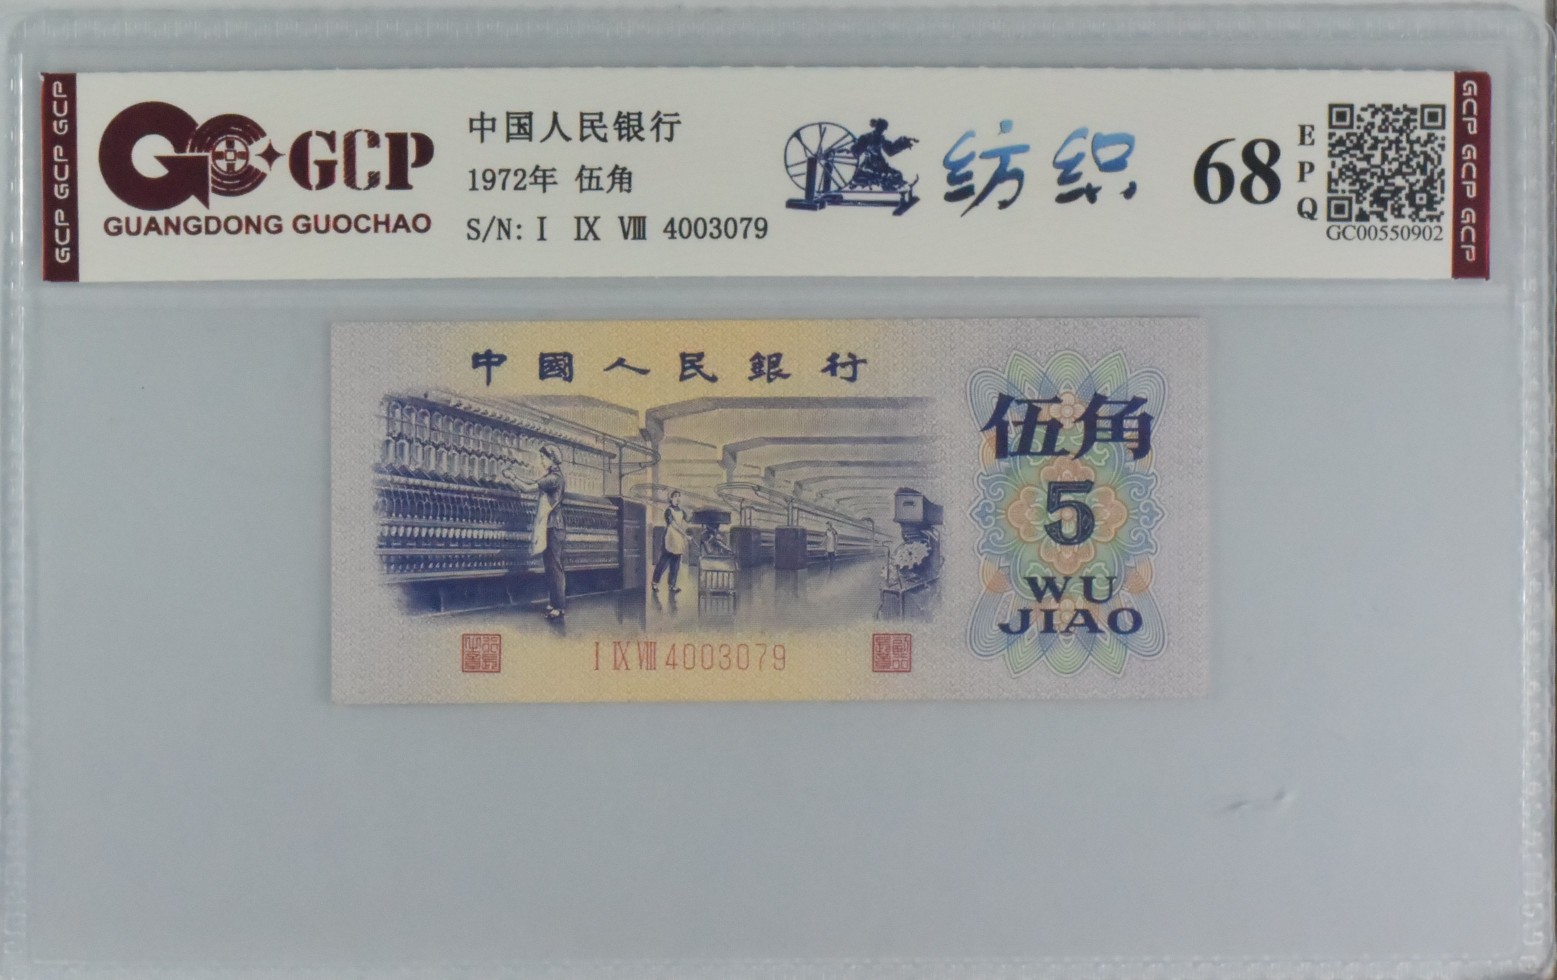 GCP GCP GCP
GCP
GUANGDONG GUOCHAO
中国人民银行
1972年 伍角
S/N: I IX VIII 4003079
纺织
68
EPQ
GC00550902
GCP GCP GCP
中國人民銀行
伍角
5
WU
JIAO
I IX VIII 4003079